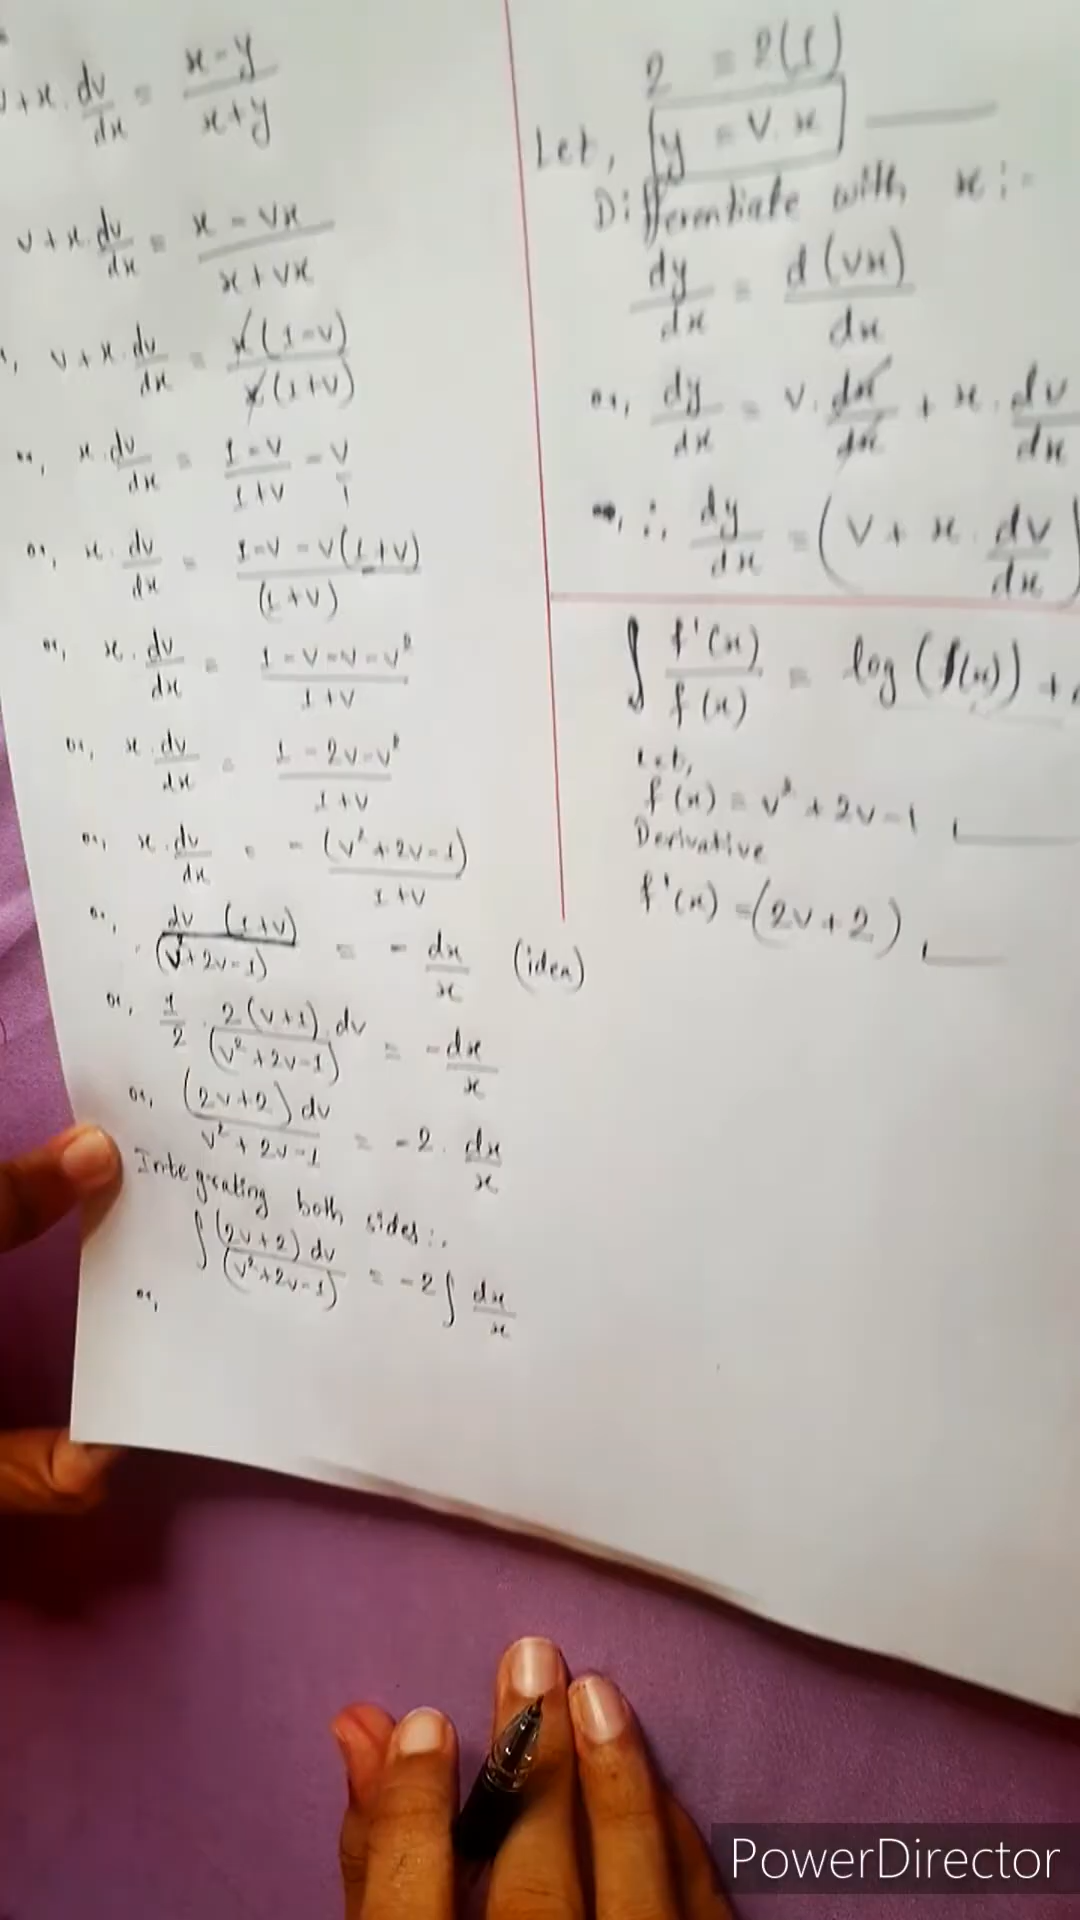 v+x.dv/dx = x-y/x+y
v+x.dv/dx = x-vx/x+vx
v+x.dv/dx = x(1-v)/x(1+v)
or, x.dv/dx = 1-v/1+v - v/1
or, x.dv/dx = 1-v-v(1+v)/(1+v)
or, x.dv/dx = 1-v-v-v²/1+v
or, x.dv/dx = 1-2v-v²/1+v
or, x.dv/dx = -(v²+2v-1)/1+v
or, dv (1+v)/(v²+2v-1) = -dx/x (idea)
or, 1/2 . 2(v+1).dv/(v²+2v-1) = -dx/x
or, (2v+2)dv/v²+2v-1 = -2.dx/x
Integrating both sides:.
∫(2v+2)dv/(v²+2v-1) = -2∫dx/x
or,
2 = 2(1)
Let, y = v.x
Differentiate with x:-
dy/dx = d(vx)/dx
or, dy/dx = v.dx/dx + x.dv/dx
∴ dy/dx = (v+x.dv/dx)
∫f'(x)/f(x) = log(f(x))+
Let,
f(x) = v²+2v-1
Derivative
f'(x) = (2v+2)
PowerDirector